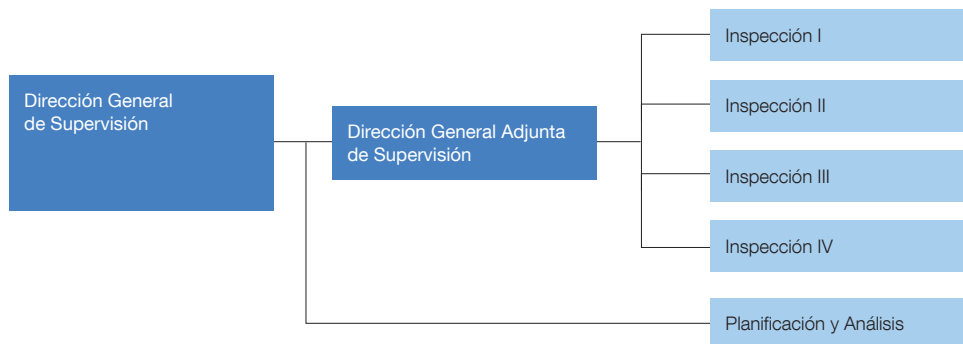 Dirección General
de Supervisión
Dirección General Adjunta
de Supervisión
Inspección I
Inspección II
Inspección III
Inspección IV
Planificación y Análisis